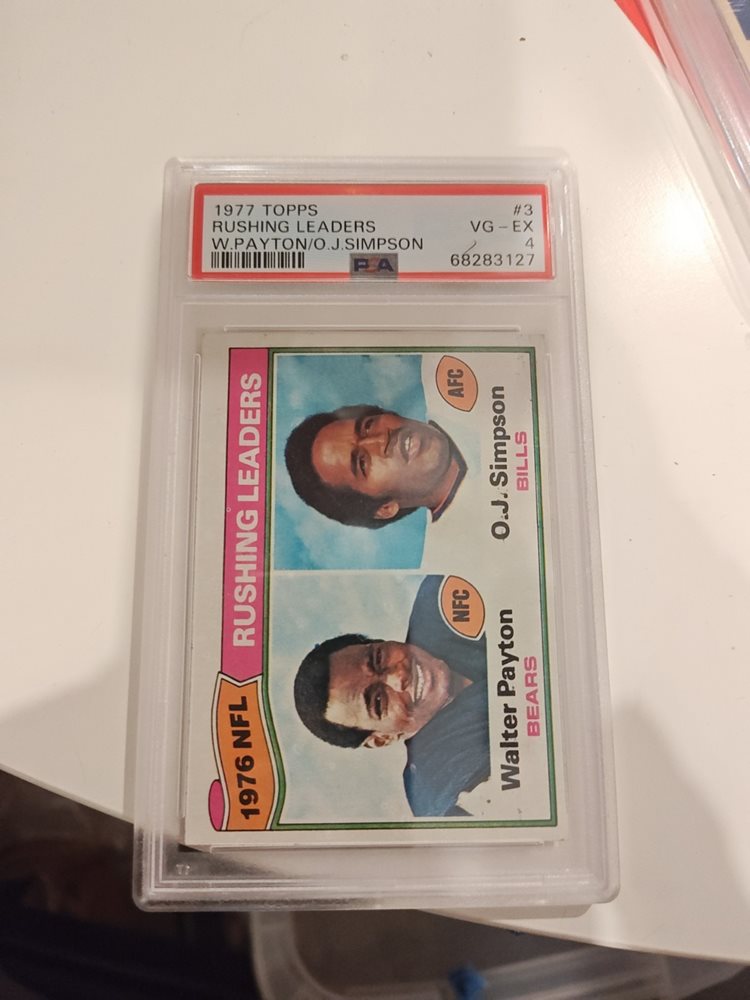 1977 TOPPS #3
RUSHING LEADERS VG - EX
W.PAYTON/O.J.SIMPSON 4
PSA 68283127
1976 NFL RUSHING LEADERS
NFC AFC
Walter Payton O.J. Simpson
BEARS BILLS